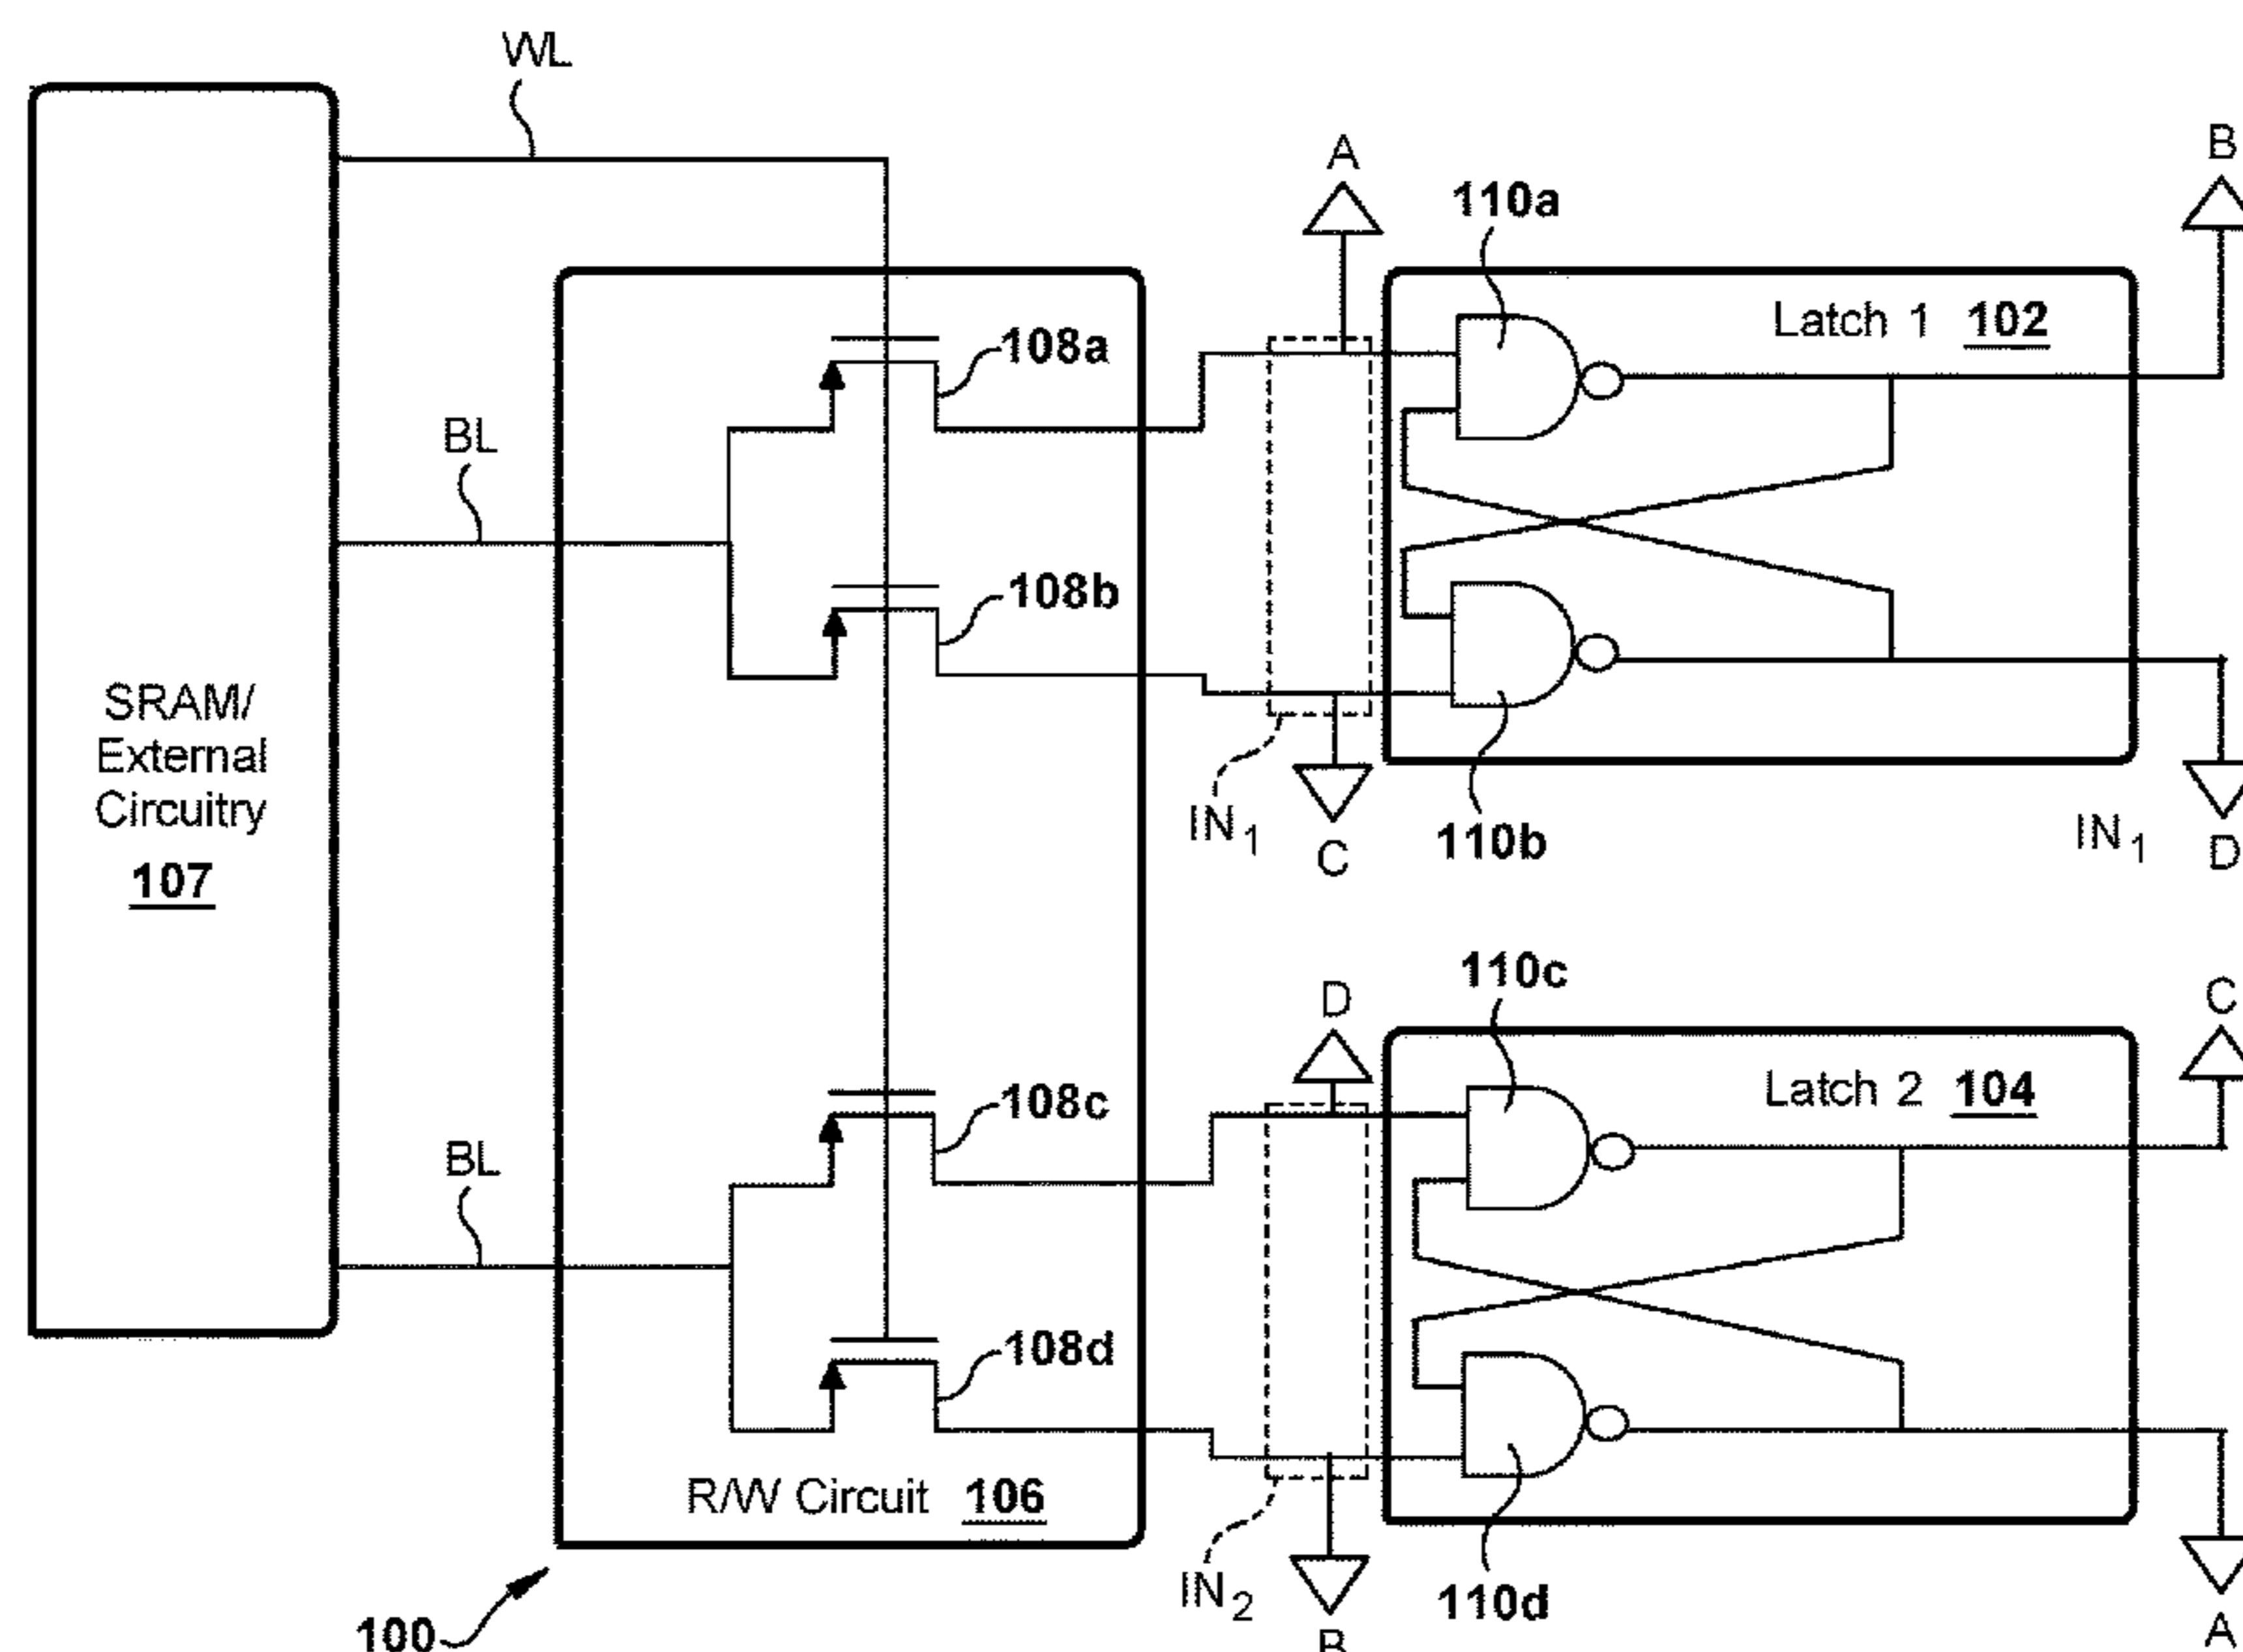 WL
A
B
110a
Latch 1 102
108a
BL
108b
SRAM/
External
Circuitry
107
IN1
C
110b
IN1
D
110c
D
C
Latch 2 104
108c
BL
108d
R/W Circuit 106
IN2
110d
100
B
A